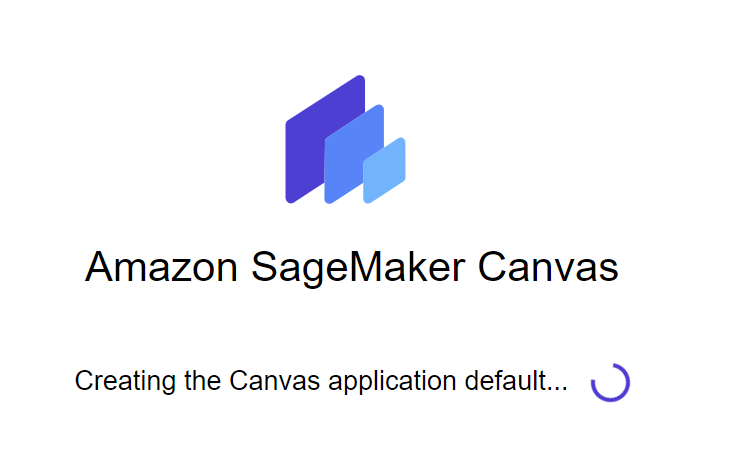 Amazon SageMaker Canvas
Creating the Canvas application default...